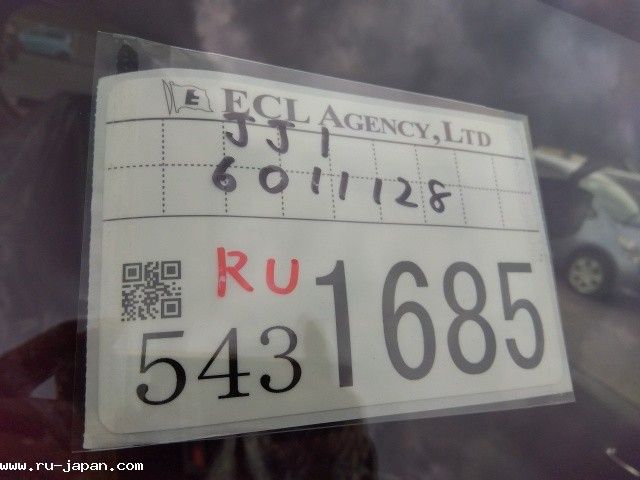 E ECL AGENCY, LTD
JJ1
6011128
RU
543 1685
www.ru-japan.com